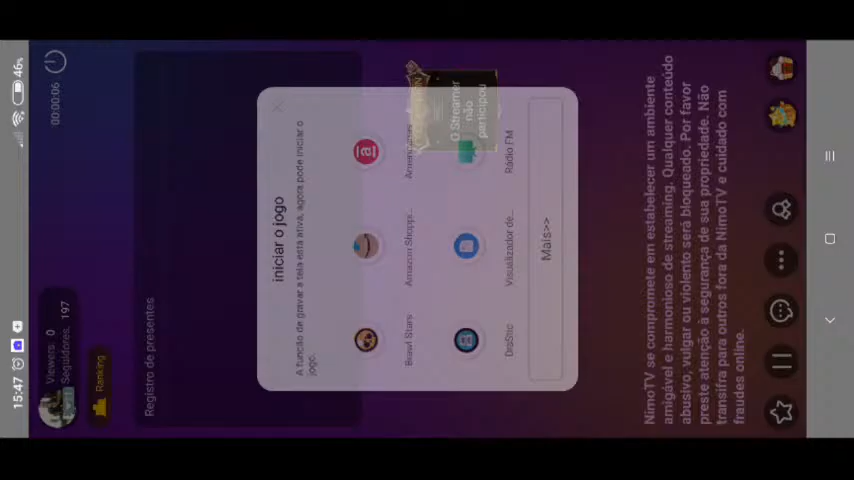 15:47
46%
Viewers: 0
Seguidores, 197
00:00:06
Ranking
Registro de presentes
iniciar o jogo
A função de gravar a tela está ativa, agora pode iniciar o
jogo.
Brawl Stars
Amazon Shoppi...
DrsStic
Visualizador de...
Rádio FM
O Streamer
não
participou
Mais>>
NimoTV se compromete em estabelecer um ambiente
amigável e harmonioso de streaming. Qualquer conteúdo
abusivo, vulgar ou violento será bloqueado. Por favor
preste atenção à segurança de sua propriedade. Não
transfira para outros fora da NimoTV e cuidado com
fraudes online.